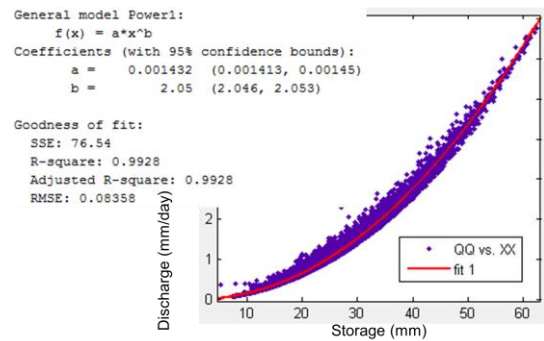 General model Power1:
f(x) = a*x^b
Coefficients (with 95% confidence bounds):
a = 0.001432 (0.001413, 0.00145)
b = 2.05 (2.046, 2.053)
Goodness of fit:
SSE: 76.54
R-square: 0.9928
Adjusted R-square: 0.9928
RMSE: 0.08358
Discharge (mm/day)
2
1
0
QQ vs. XX
fit 1
10 20 30 40 50 60
Storage (mm)